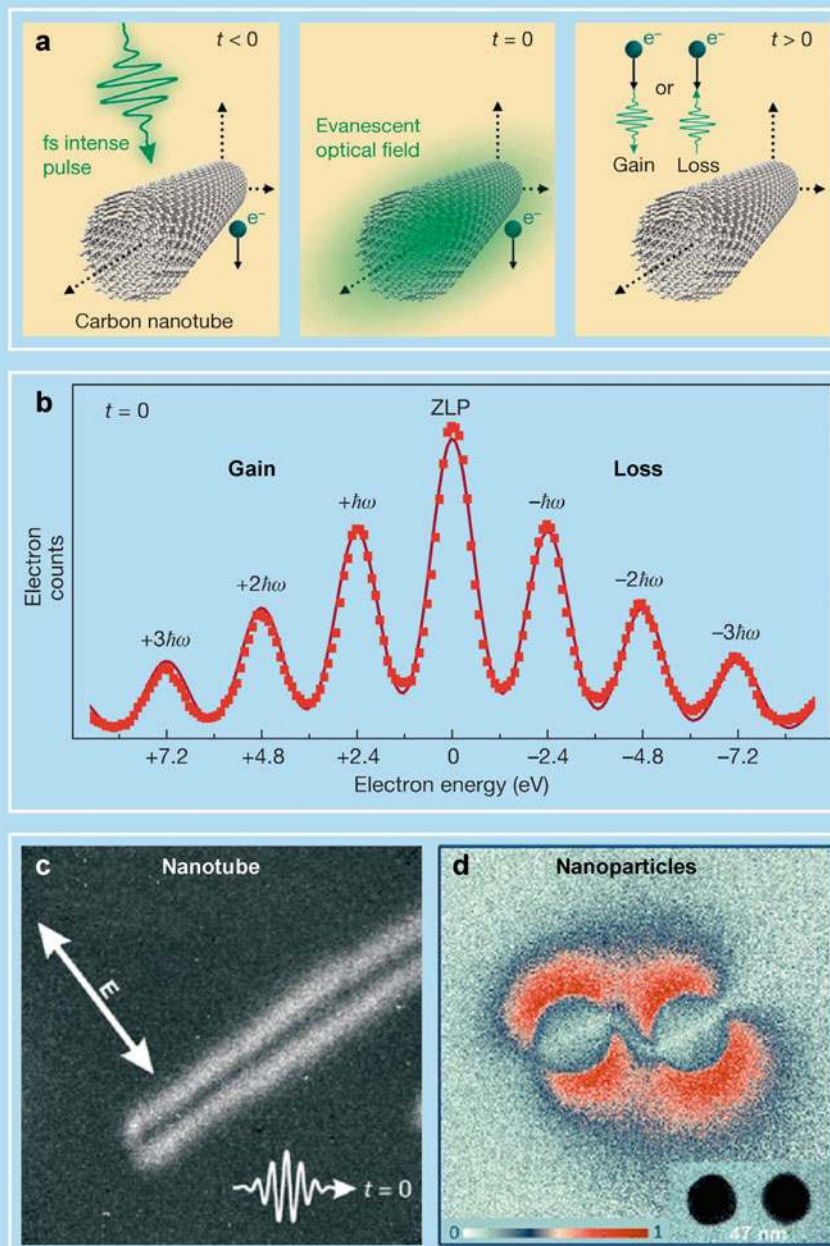 a
t < 0
fs intense
pulse
e⁻
Carbon nanotube
t = 0
Evanescent
optical field
e⁻
t > 0
e⁻ e⁻
or
Gain Loss
b
t = 0
ZLP
Gain
Loss
+ħω
−ħω
+2ħω
−2ħω
+3ħω
−3ħω
Electron
counts
+7.2 +4.8 +2.4 0 −2.4 −4.8 −7.2
Electron energy (eV)
c
Nanotube
E
t = 0
d
Nanoparticles
0 1
47 nm